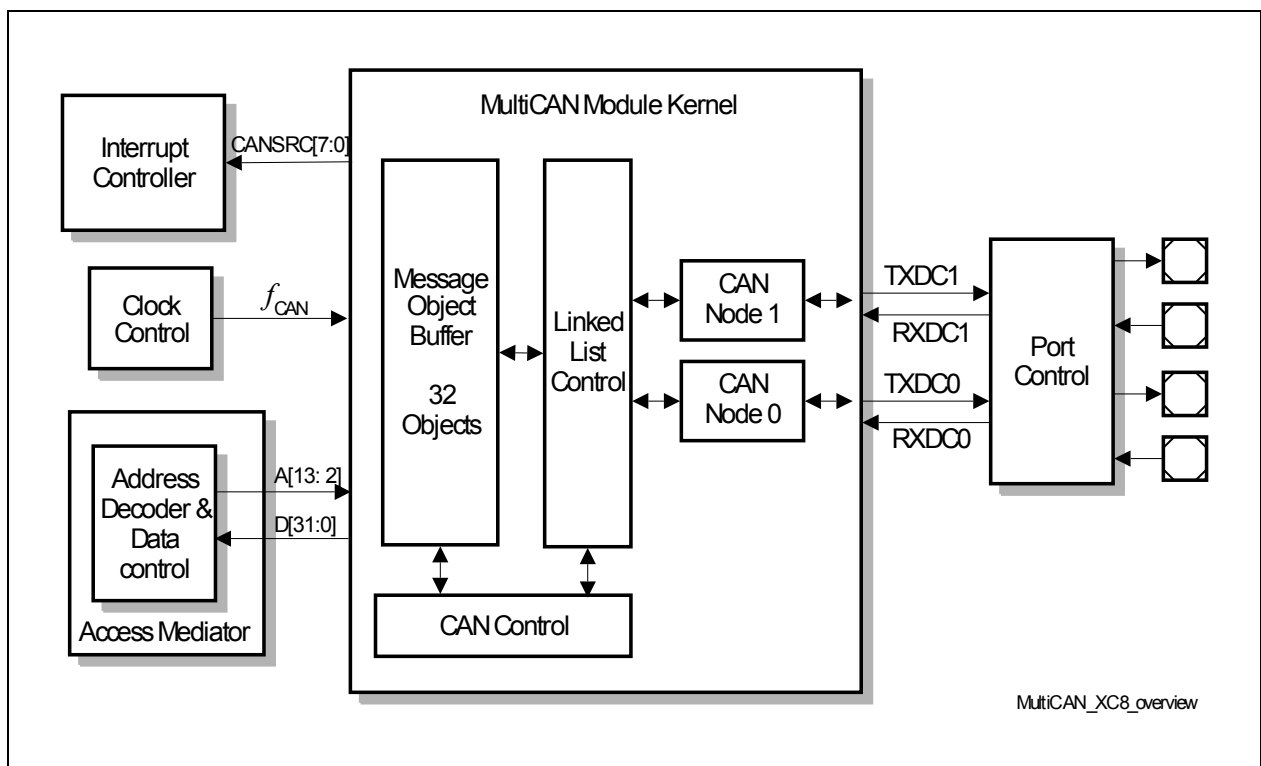 MultiCAN Module Kernel
Interrupt
Controller
CANSRC[7:0]
Clock
Control
fCAN
Address
Decoder &
Data
control
Access Mediator
A[13: 2]
D[31:0]
Message
Object
Buffer
32
Objects
Linked
List
Control
CAN Control
CAN
Node 1
CAN
Node 0
TXDC1
RXDC1
TXDC0
RXDC0
Port
Control
MultiCAN_XC8_overview